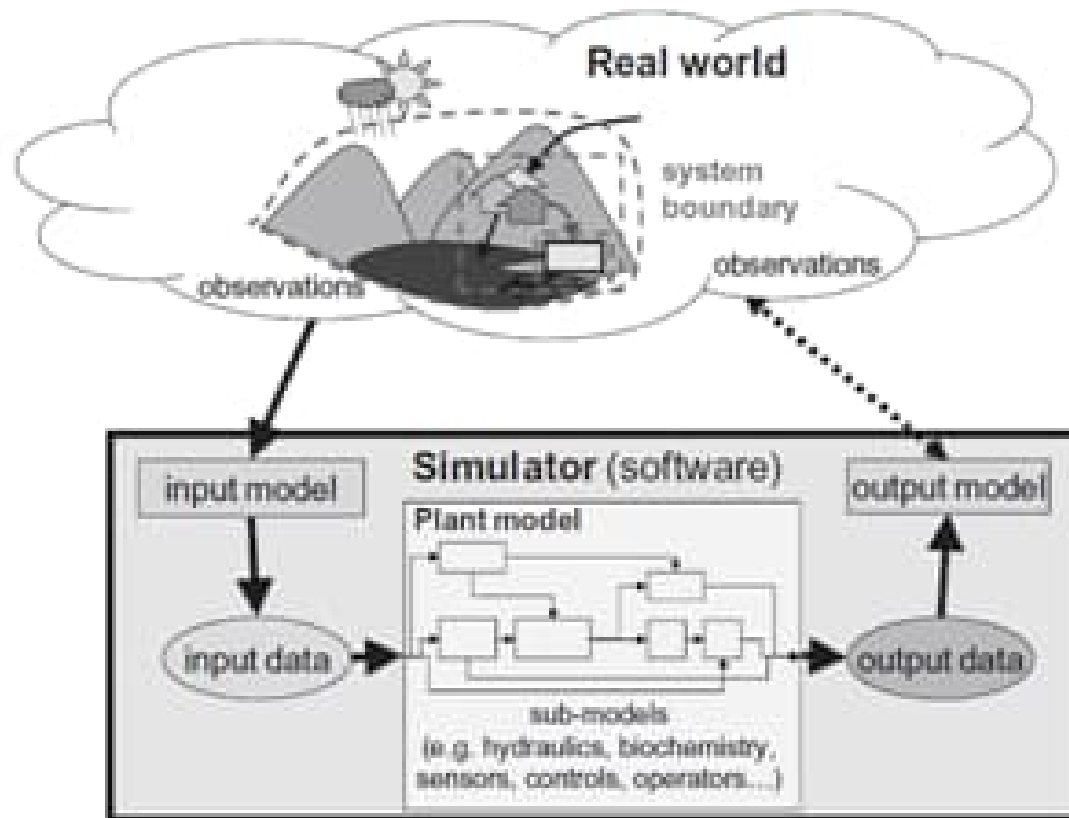 Real world
system
boundary
observations
observations
Simulator (software)
input model
output model
Plant model
input data
output data
sub-models
(e.g. hydraulics, biochemistry,
sensors, controls, operators...)